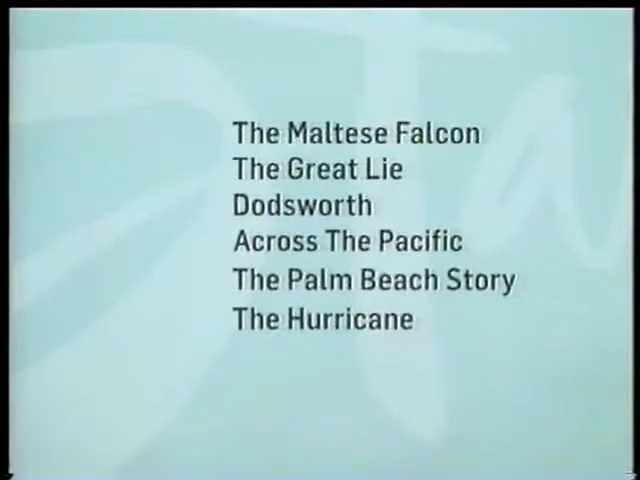 The Maltese Falcon
The Great Lie
Dodsworth
Across The Pacific
The Palm Beach Story
The Hurricane